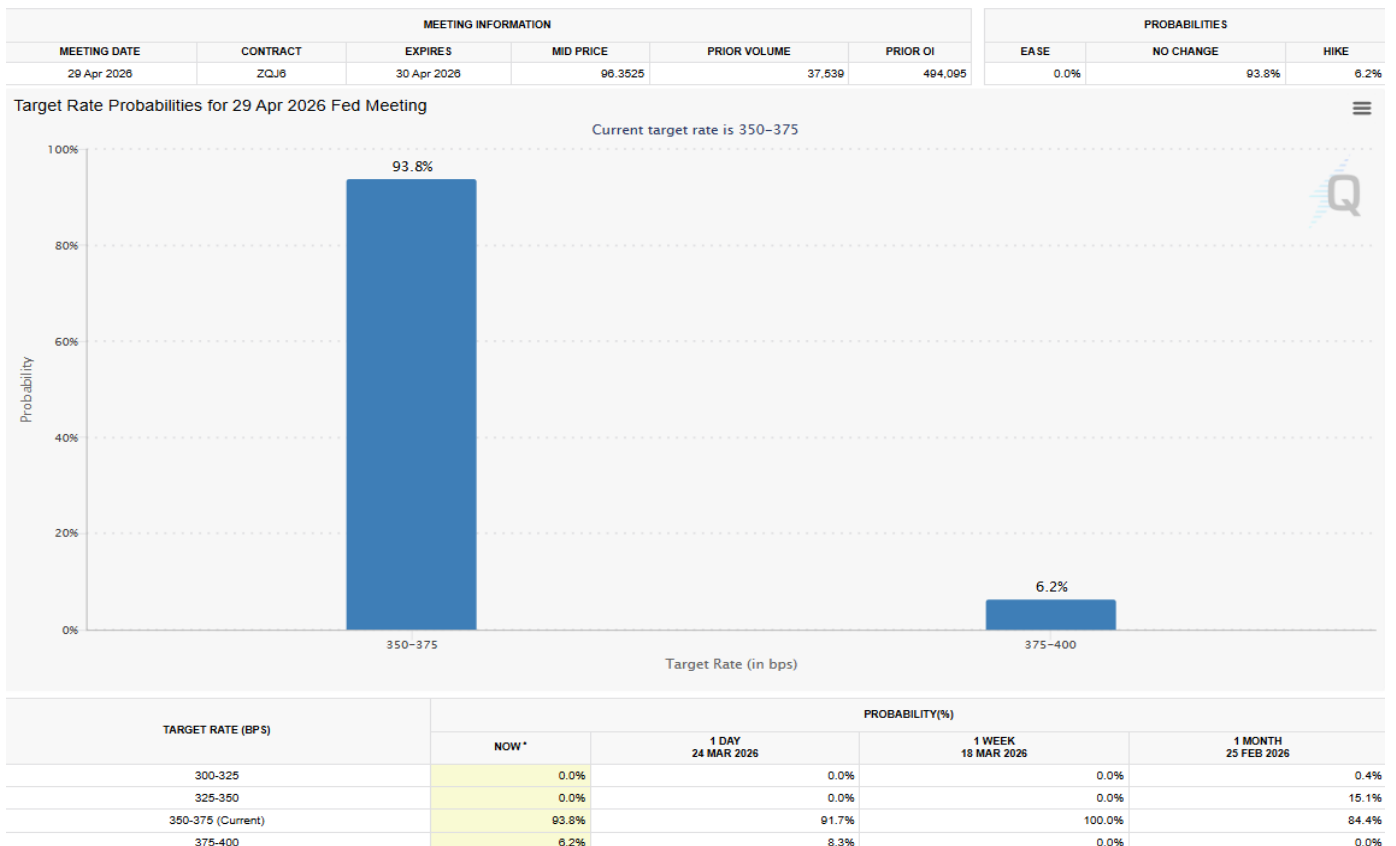 MEETING INFORMATION
MEETING DATE CONTRACT EXPIRES MID PRICE PRIOR VOLUME PRIOR OI
29 Apr 2026 ZQJ6 30 Apr 2026 96.3525 37,539 494,095
PROBABILITIES
EASE NO CHANGE HIKE
0.0% 93.8% 6.2%
Target Rate Probabilities for 29 Apr 2026 Fed Meeting
Current target rate is 350–375
100%
80%
60%
40%
20%
0%
Probability
93.8%
6.2%
Q
350–375 375–400
Target Rate (in bps)
TARGET RATE (BPS) PROBABILITY(%)
NOW * 1 DAY 1 WEEK 1 MONTH
24 MAR 2026 18 MAR 2026 25 FEB 2026
300-325 0.0% 0.0% 0.0% 0.4%
325-350 0.0% 0.0% 0.0% 15.1%
350-375 (Current) 93.8% 91.7% 100.0% 84.4%
375-400 6.2% 8.3% 0.0% 0.0%